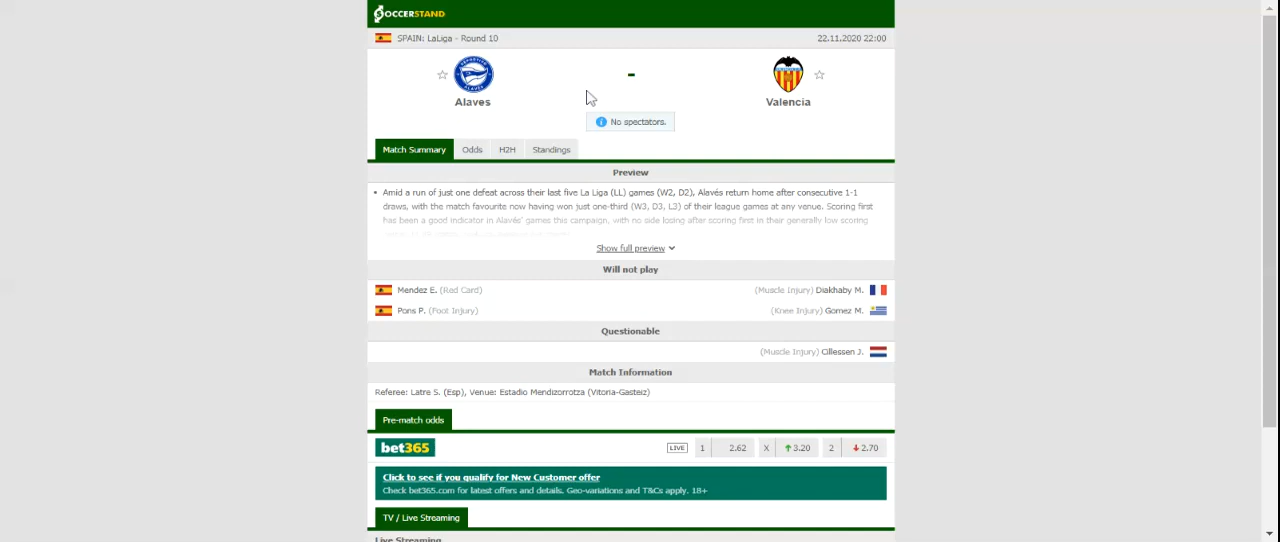 SOCCERSTAND
SPAIN: LaLiga - Round 10
22.11.2020 22:00
-
Alaves
Valencia
No spectators.
Match Summary
Odds
H2H
Standings
Preview
• Amid a run of just one defeat across their last five La Liga (LL) games (W2, D2), Alavés return home after consecutive 1-1
draws, with the match favourite now having won just one-third (W3, D3, L3) of their league games at any venue. Scoring first
has been a good indicator in Alavés' games this campaign, with no side losing after scoring first in their generally low scoring
Show full preview
Will not play
Mendez E. (Red Card)
(Muscle Injury) Diakhaby M.
Pons P. (Foot Injury)
(Knee Injury) Gomez M.
Questionable
(Muscle Injury) Cillessen J.
Match Information
Referee: Latre S. (Esp), Venue: Estadio Mendizorrotza (Vitoria-Gasteiz)
Pre-match odds
bet365
LIVE
1 2.62 X 3.20 2 2.70
Click to see if you qualify for New Customer offer
Check bet365.com for latest offers and details. Geo-variations and T&Cs apply. 18+
TV / Live Streaming
Live Streaming